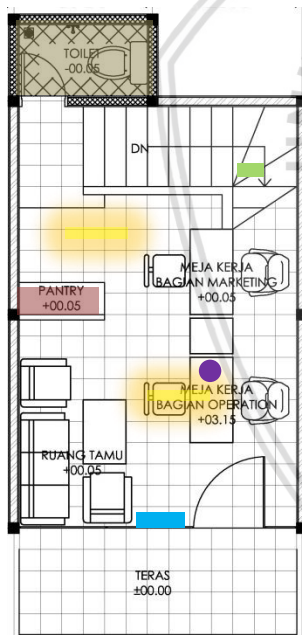 TOILET
-00.05
DN
MEJA KERJA
BAGIAN MARKETING
+00.05
PANTRY
+00.05
MEJA KERJA
BAGIAN OPERATION
+03.15
RUANG TAMU
+00.05
TERAS
±00.00